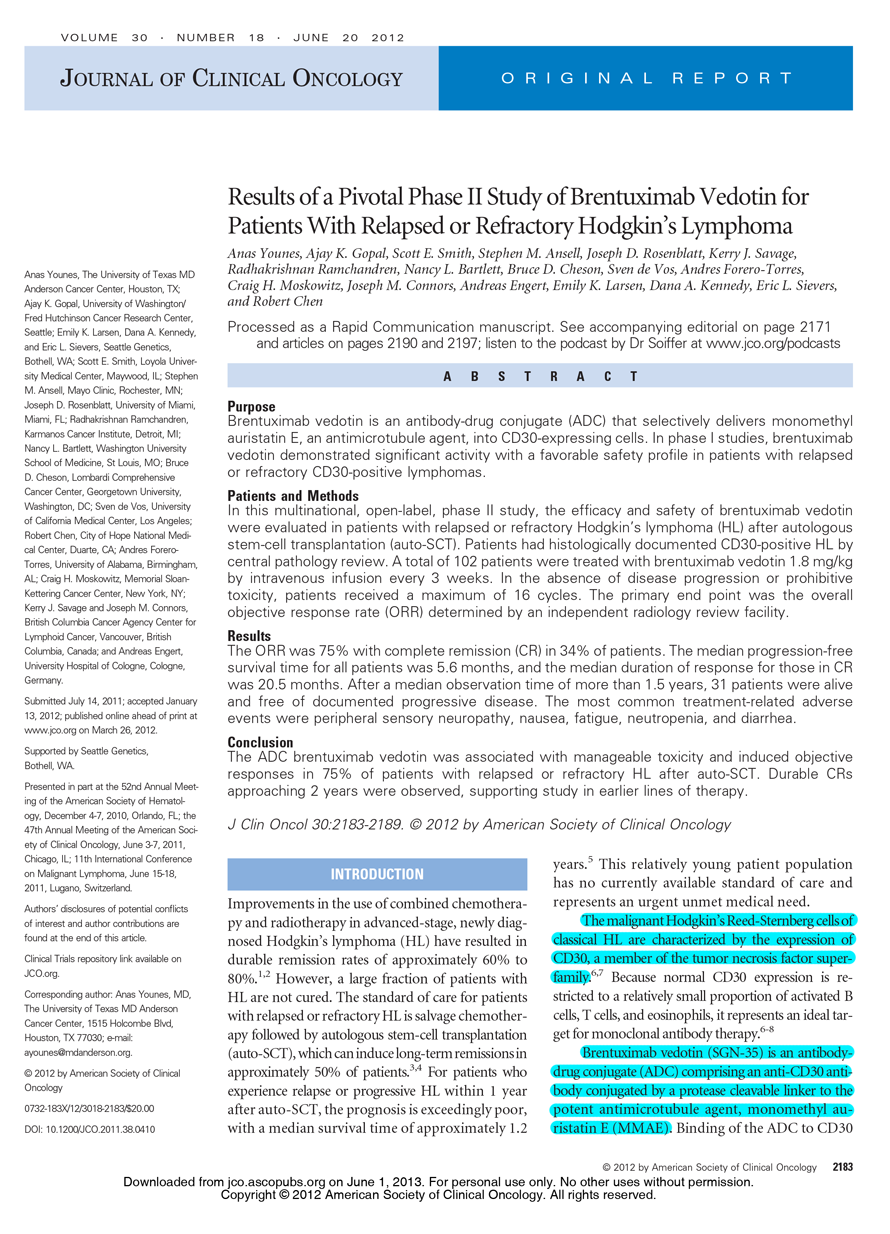 VOLUME 30 · NUMBER 18 · JUNE 20 2012
JOURNAL OF CLINICAL ONCOLOGY
ORIGINAL REPORT
Results of a Pivotal Phase II Study of Brentuximab Vedotin for
Patients With Relapsed or Refractory Hodgkin's Lymphoma
Anas Younes, Ajay K. Gopal, Scott E. Smith, Stephen M. Ansell, Joseph D. Rosenblatt, Kerry J. Savage,
Radhakrishnan Ramchandren, Nancy L. Bartlett, Bruce D. Cheson, Sven de Vos, Andres Forero-Torres,
Craig H. Moskowitz, Joseph M. Connors, Andreas Engert, Emily K. Larsen, Dana A. Kennedy, Eric L. Sievers,
and Robert Chen
Processed as a Rapid Communication manuscript. See accompanying editorial on page 2171
and articles on pages 2190 and 2197; listen to the podcast by Dr Soiffer at www.jco.org/podcasts
Anas Younes, The University of Texas MD
Anderson Cancer Center, Houston, TX;
Ajay K. Gopal, University of Washington/
Fred Hutchinson Cancer Research Center,
Seattle; Emily K. Larsen, Dana A. Kennedy,
and Eric L. Sievers, Seattle Genetics,
Bothell, WA; Scott E. Smith, Loyola Univer-
sity Medical Center, Maywood, IL; Stephen
M. Ansell, Mayo Clinic, Rochester, MN;
Joseph D. Rosenblatt, University of Miami,
Miami, FL; Radhakrishnan Ramchandren,
Karmanos Cancer Institute, Detroit, MI;
Nancy L. Bartlett, Washington University
School of Medicine, St Louis, MO; Bruce
D. Cheson, Lombardi Comprehensive
Cancer Center, Georgetown University,
Washington, DC; Sven de Vos, University
of California Medical Center, Los Angeles;
Robert Chen, City of Hope National Medi-
cal Center, Duarte, CA; Andres Forero-
Torres, University of Alabama, Birmingham,
AL; Craig H. Moskowitz, Memorial Sloan-
Kettering Cancer Center, New York, NY;
Kerry J. Savage and Joseph M. Connors,
British Columbia Cancer Agency Center for
Lymphoid Cancer, Vancouver, British
Columbia, Canada; and Andreas Engert,
University Hospital of Cologne, Cologne,
Germany.
Submitted July 14, 2011; accepted January
13, 2012; published online ahead of print at
www.jco.org on March 26, 2012.
Supported by Seattle Genetics,
Bothell, WA.
Presented in part at the 52nd Annual Meet-
ing of the American Society of Hematol-
ogy, December 4-7, 2010, Orlando, FL; the
47th Annual Meeting of the American Soci-
ety of Clinical Oncology, June 3-7, 2011,
Chicago, IL; 11th International Conference
on Malignant Lymphoma, June 15-18,
2011, Lugano, Switzerland.
Authors' disclosures of potential conflicts
of interest and author contributions are
found at the end of this article.
Clinical Trials repository link available on
JCO.org.
Corresponding author: Anas Younes, MD,
The University of Texas MD Anderson
Cancer Center, 1515 Holcombe Blvd,
Houston, TX 77030; e-mail:
ayounes@mdanderson.org.
© 2012 by American Society of Clinical
Oncology
0732-183X/12/3018-2183/$20.00
DOI: 10.1200/JCO.2011.38.0410
ABSTRACT
Purpose
Brentuximab vedotin is an antibody-drug conjugate (ADC) that selectively delivers monomethyl
auristatin E, an antimicrotubule agent, into CD30-expressing cells. In phase I studies, brentuximab
vedotin demonstrated significant activity with a favorable safety profile in patients with relapsed
or refractory CD30-positive lymphomas.
Patients and Methods
In this multinational, open-label, phase II study, the efficacy and safety of brentuximab vedotin
were evaluated in patients with relapsed or refractory Hodgkin's lymphoma (HL) after autologous
stem-cell transplantation (auto-SCT). Patients had histologically documented CD30-positive HL by
central pathology review. A total of 102 patients were treated with brentuximab vedotin 1.8 mg/kg
by intravenous infusion every 3 weeks. In the absence of disease progression or prohibitive
toxicity, patients received a maximum of 16 cycles. The primary end point was the overall
objective response rate (ORR) determined by an independent radiology review facility.
Results
The ORR was 75% with complete remission (CR) in 34% of patients. The median progression-free
survival time for all patients was 5.6 months, and the median duration of response for those in CR
was 20.5 months. After a median observation time of more than 1.5 years, 31 patients were alive
and free of documented progressive disease. The most common treatment-related adverse
events were peripheral sensory neuropathy, nausea, fatigue, neutropenia, and diarrhea.
Conclusion
The ADC brentuximab vedotin was associated with manageable toxicity and induced objective
responses in 75% of patients with relapsed or refractory HL after auto-SCT. Durable CRs
approaching 2 years were observed, supporting study in earlier lines of therapy.
J Clin Oncol 30:2183-2189. © 2012 by American Society of Clinical Oncology
INTRODUCTION
Improvements in the use of combined chemothera-
py and radiotherapy in advanced-stage, newly diag-
nosed Hodgkin's lymphoma (HL) have resulted in
durable remission rates of approximately 60% to
80%.1,2 However, a large fraction of patients with
HL are not cured. The standard of care for patients
with relapsed or refractory HL is salvage chemother-
apy followed by autologous stem-cell transplantation
(auto-SCT), which can induce long-term remissions in
approximately 50% of patients.3,4 For patients who
experience relapse or progressive HL within 1 year
after auto-SCT, the prognosis is exceedingly poor,
with a median survival time of approximately 1.2
years.5 This relatively young patient population
has no currently available standard of care and
represents an urgent unmet medical need.
The malignant Hodgkin's Reed-Sternberg cells of
classical HL are characterized by the expression of
CD30, a member of the tumor necrosis factor super-
family.6,7 Because normal CD30 expression is re-
stricted to a relatively small proportion of activated B
cells, T cells, and eosinophils, it represents an ideal tar-
get for monoclonal antibody therapy.6-8
Brentuximab vedotin (SGN-35) is an antibody-
drug conjugate (ADC) comprising an anti-CD30 anti-
body conjugated by a protease cleavable linker to the
potent antimicrotubule agent, monomethyl au-
ristatin E (MMAE). Binding of the ADC to CD30
© 2012 by American Society of Clinical Oncology 2183
Downloaded from jco.ascopubs.org on June 1, 2013. For personal use only. No other uses without permission.
Copyright © 2012 American Society of Clinical Oncology. All rights reserved.